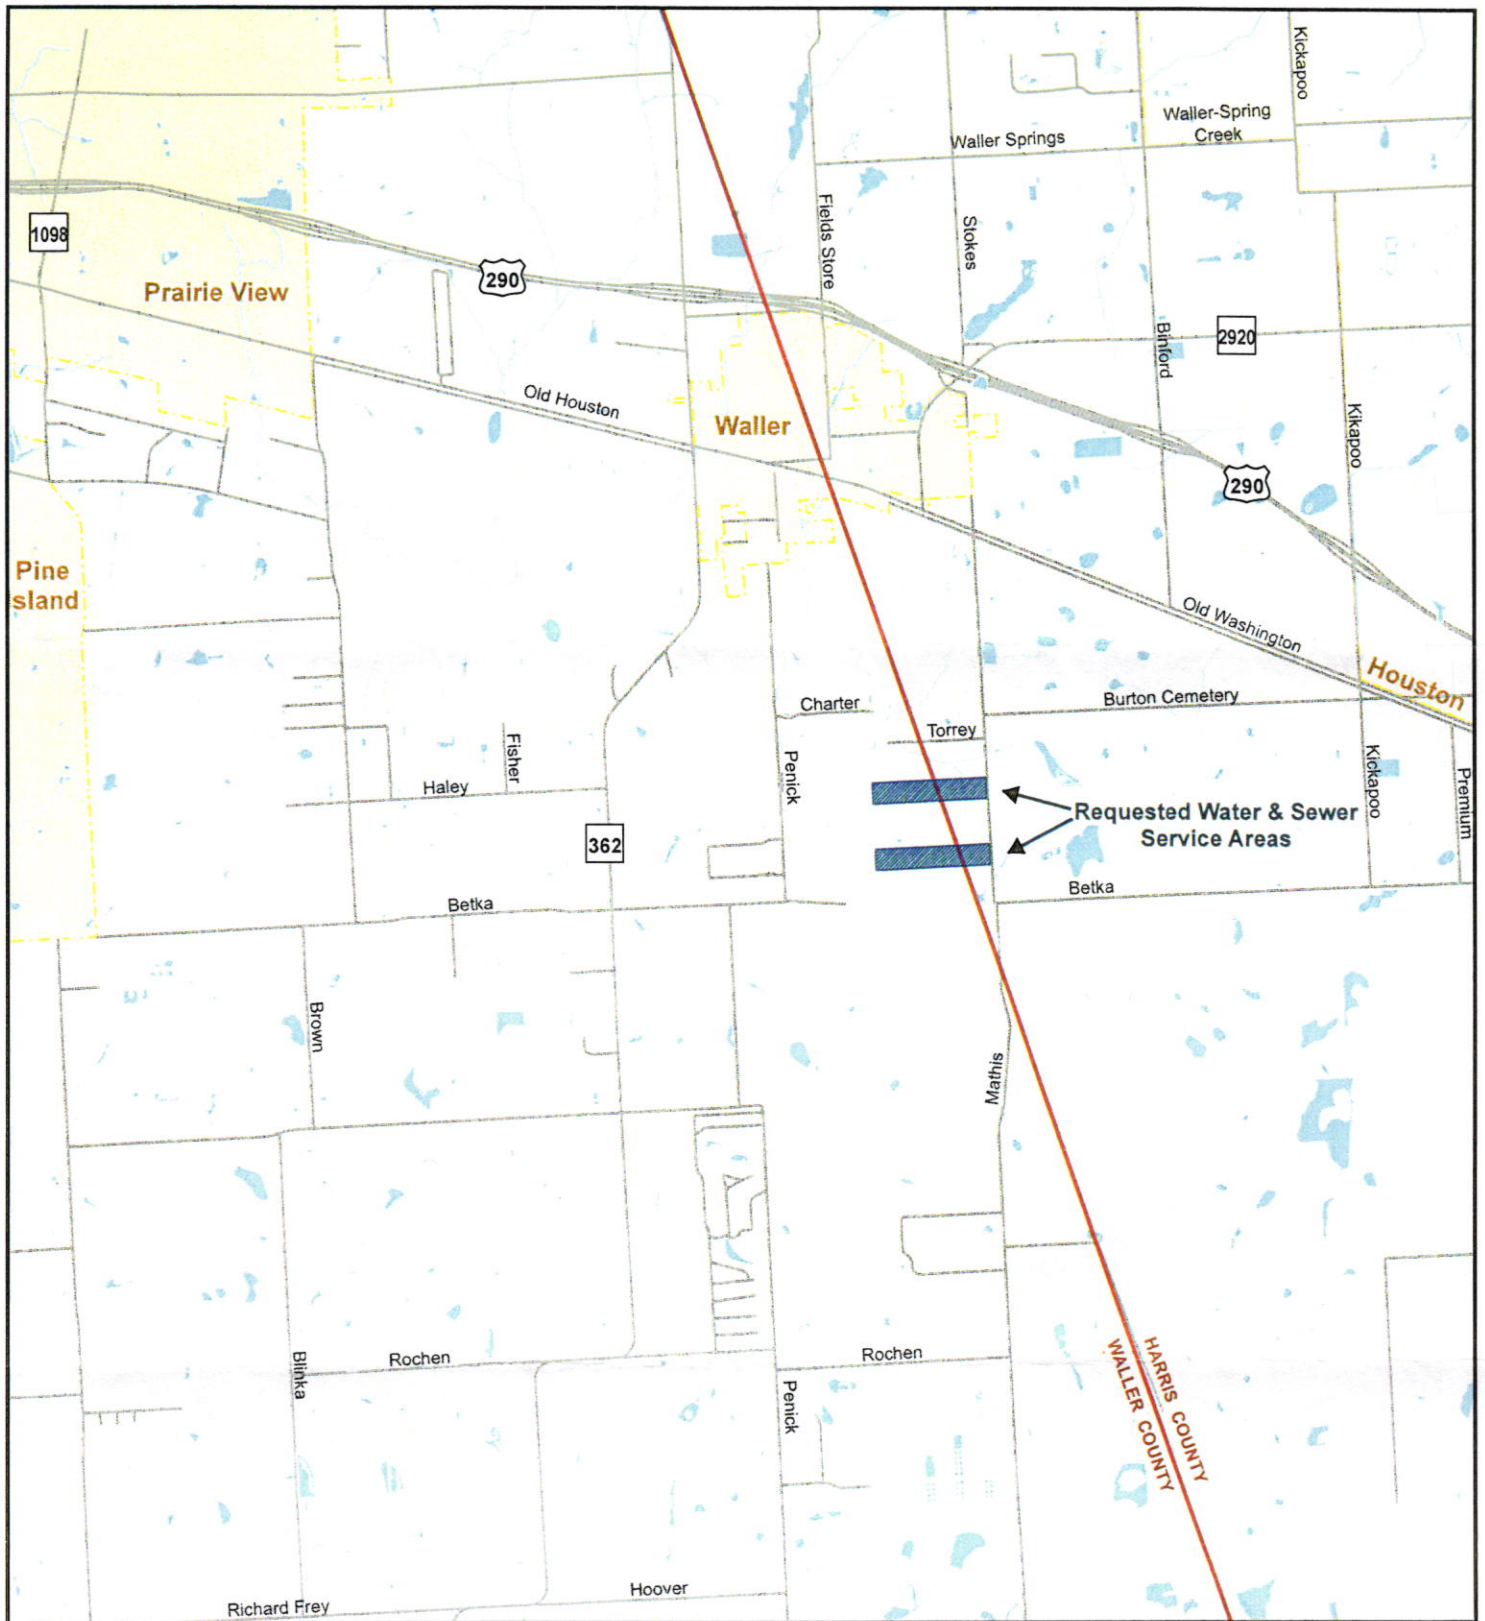 Kickapoo
Waller-Spring
Creek
Waller Springs
Fields Store
Stokes
1098
290
Prairie View
Binford
2920
Old Houston
Waller
Kikapoo
290
Pine
sland
Old Washington
Houston
Charter
Burton Cemetery
Torrey
Fisher
Penick
Kickapoo
Premium
Haley
362
Requested Water & Sewer
Service Areas
Betka
Betka
Brown
Mathis
Blinka
Rochen
Rochen
HARRIS COUNTY
WALLER COUNTY
Penick
Hoover
Richard Frey